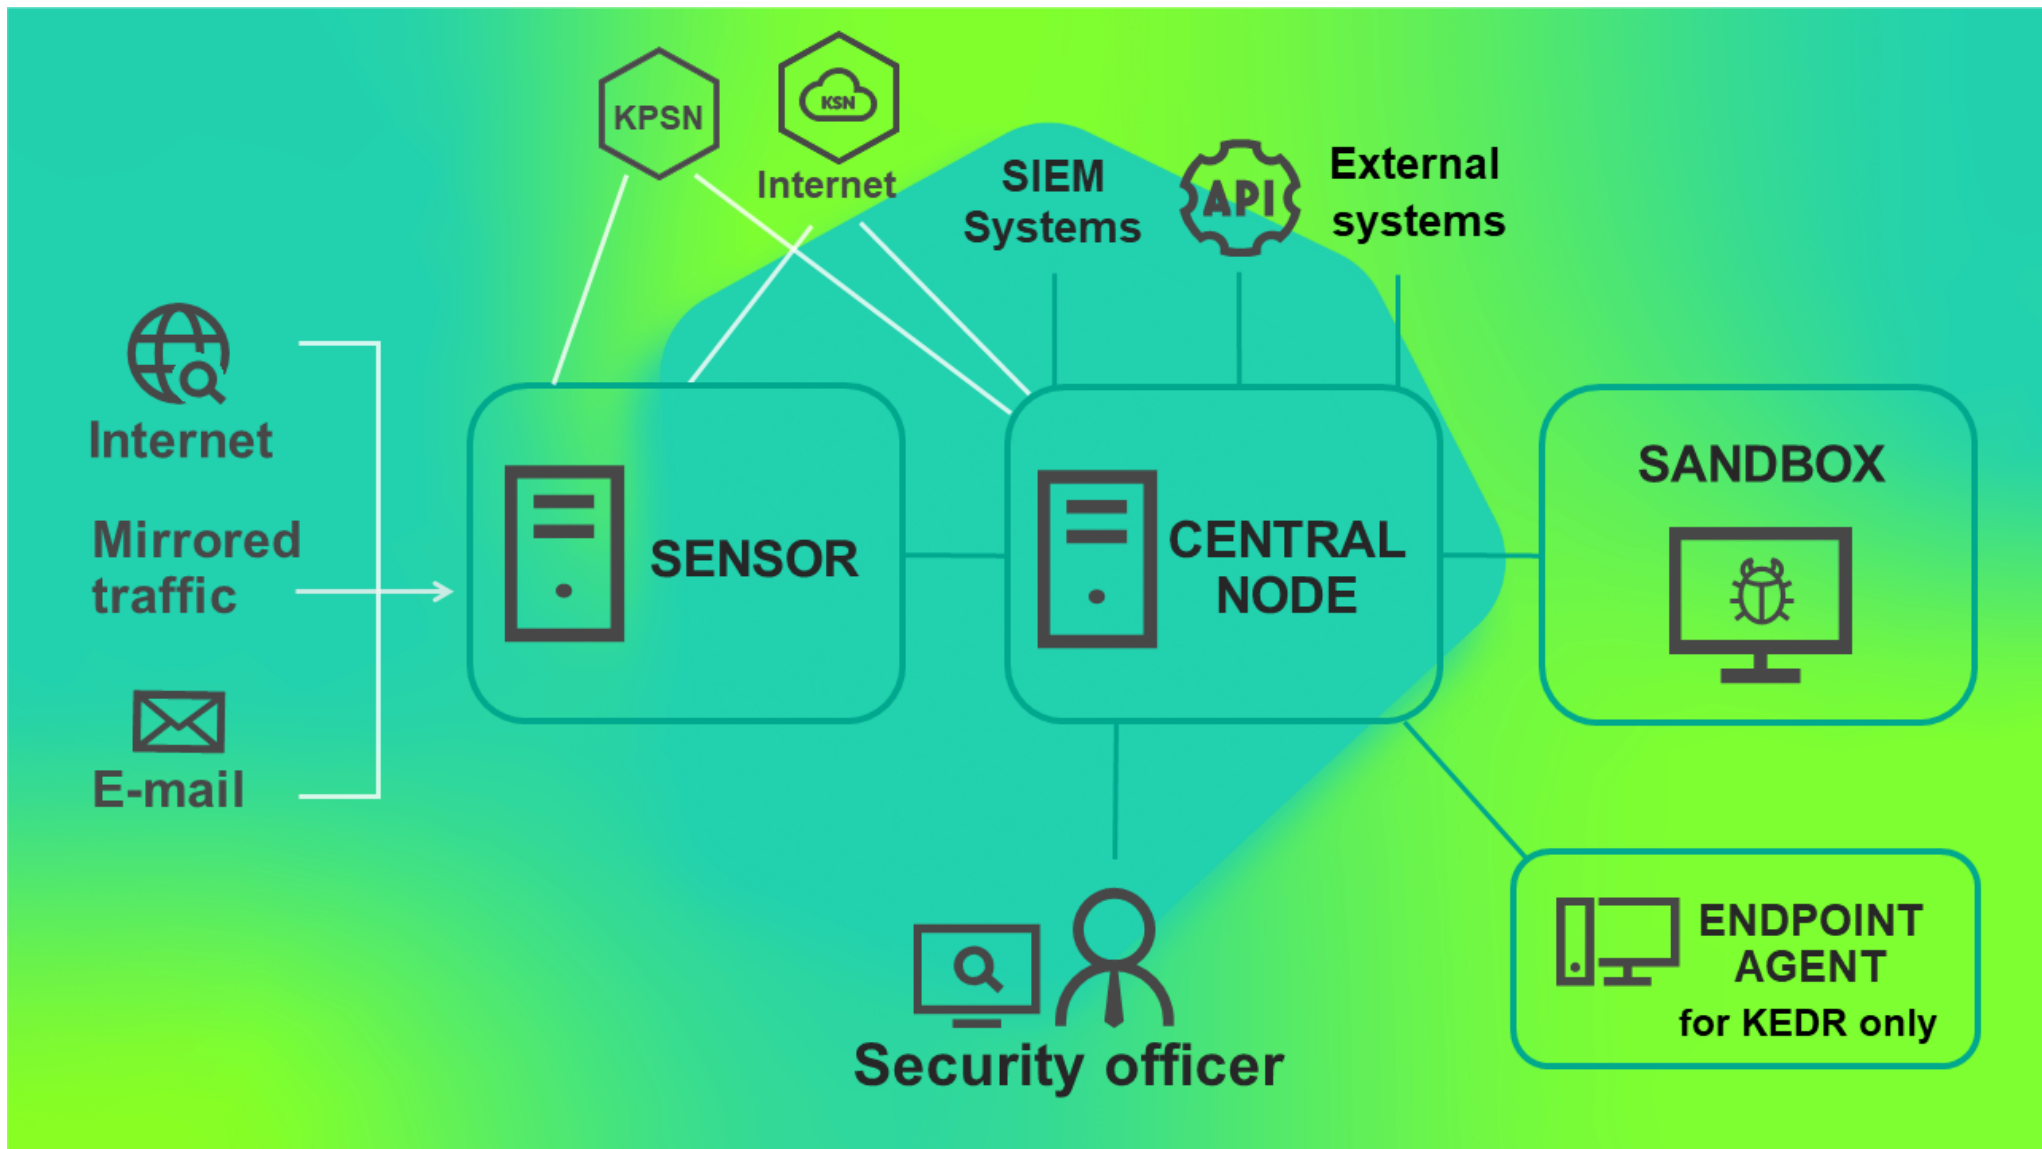 KPSN
KSN
Internet
SIEM
Systems
API
External
systems
Internet
Mirrored
traffic
E-mail
SENSOR
CENTRAL
NODE
SANDBOX
ENDPOINT
AGENT
for KEDR only
Security officer